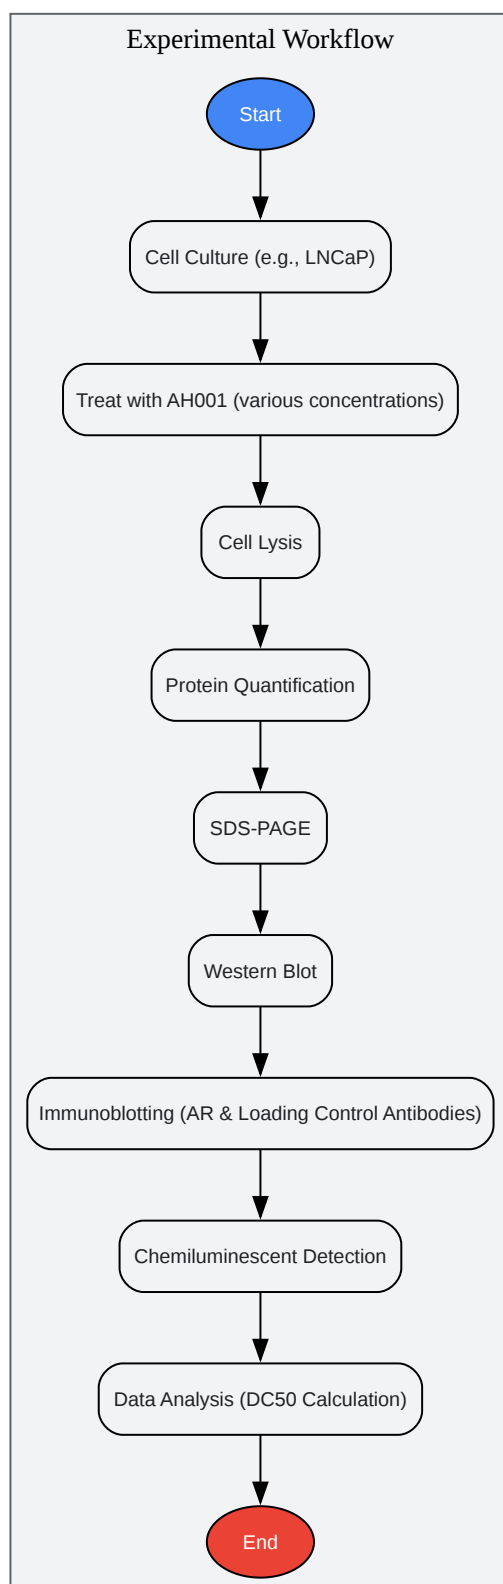 Experimental Workflow
Start
Cell Culture (e.g., LNCaP)
Treat with AH001 (various concentrations)
Cell Lysis
Protein Quantification
SDS-PAGE
Western Blot
Immunoblotting (AR & Loading Control Antibodies)
Chemiluminescent Detection
Data Analysis (DC50 Calculation)
End